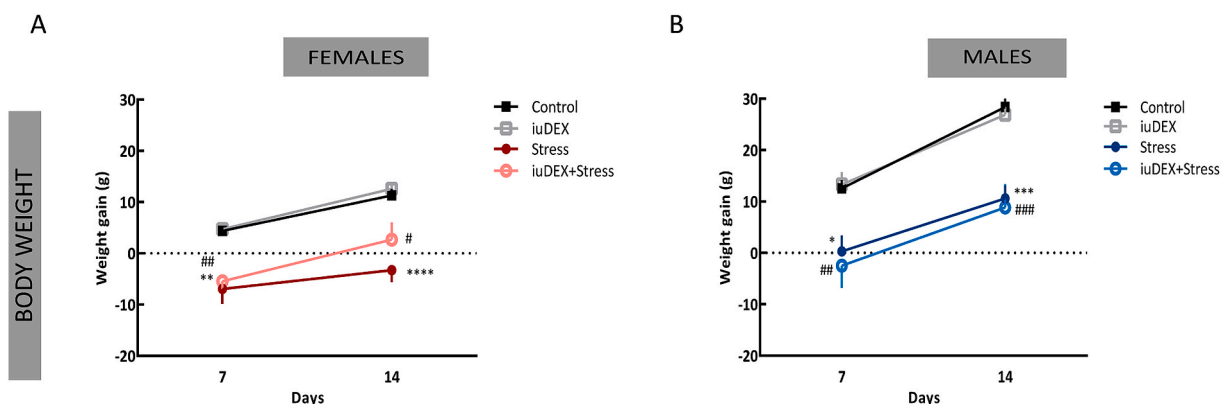 A
FEMALES
BODY WEIGHT
Weight gain (g)
30
20
10
0
-10
-20
7
14
Days
##
**
#
****
Control
iuDEX
Stress
iuDEX+Stress
B
MALES
Weight gain (g)
30
20
10
0
-10
-20
7
14
Days
*
##
***
###
Control
iuDEX
Stress
iuDEX+Stress